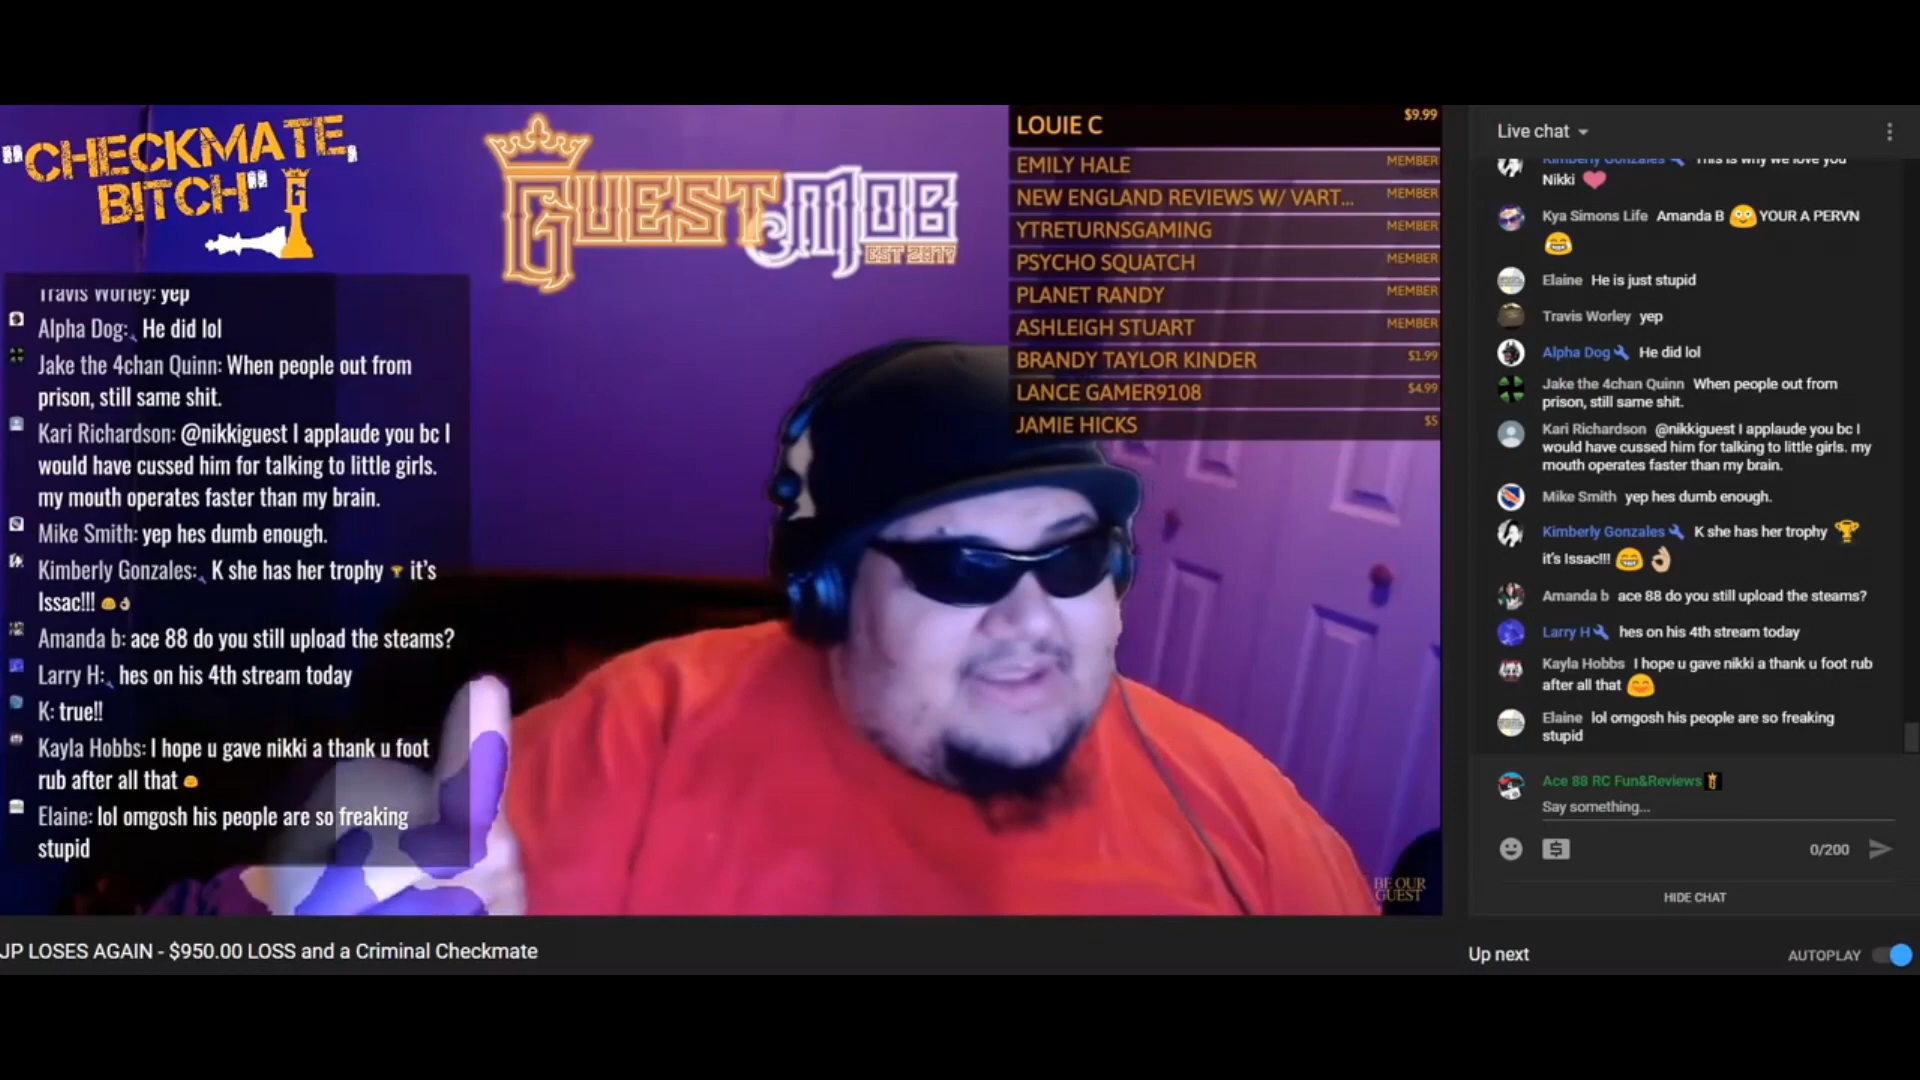 "CHECKMATE,
BITCH"
G
GUESTMOB
EST 2017
LOUIE C $9.99
EMILY HALE MEMBER
NEW ENGLAND REVIEWS W/ VART... MEMBER
YTRETURNSGAMING MEMBER
PSYCHO SQUATCH MEMBER
PLANET RANDY MEMBER
ASHLEIGH STUART MEMBER
BRANDY TAYLOR KINDER $1.99
LANCE GAMER9108 $4.99
JAMIE HICKS $5
Travis Worley: yep
Alpha Dog: He did lol
Jake the 4chan Quinn: When people out from
prison, still same shit.
Kari Richardson: @nikkiguest I applaude you bc I
would have cussed him for talking to little girls.
my mouth operates faster than my brain.
Mike Smith: yep hes dumb enough.
Kimberly Gonzales: K she has her trophy 🏆 it's
Issac!!! 😂👌
Amanda b: ace 88 do you still upload the steams?
Larry H: hes on his 4th stream today
K: true!!
Kayla Hobbs: I hope u gave nikki a thank u foot
rub after all that 😊
Elaine: lol omgosh his people are so freaking
stupid
BE OUR
GUEST
JP LOSES AGAIN - $950.00 LOSS and a Criminal Checkmate
Live chat
Kimberly Gonzales This is why we love you
Nikki ❤
Kya Simons Life Amanda B 🙄 YOUR A PERVN
😂
Elaine He is just stupid
Travis Worley yep
Alpha Dog He did lol
Jake the 4chan Quinn When people out from
prison, still same shit.
Kari Richardson @nikkiguest I applaude you bc I
would have cussed him for talking to little girls. my
mouth operates faster than my brain.
Mike Smith yep hes dumb enough.
Kimberly Gonzales K she has her trophy 🏆
it's Issac!!! 😂 👌
Amanda b ace 88 do you still upload the steams?
Larry H hes on his 4th stream today
Kayla Hobbs I hope u gave nikki a thank u foot rub
after all that 😊
Elaine lol omgosh his people are so freaking
stupid
Ace 88 RC Fun&Reviews
Say something...
0/200
HIDE CHAT
Up next AUTOPLAY